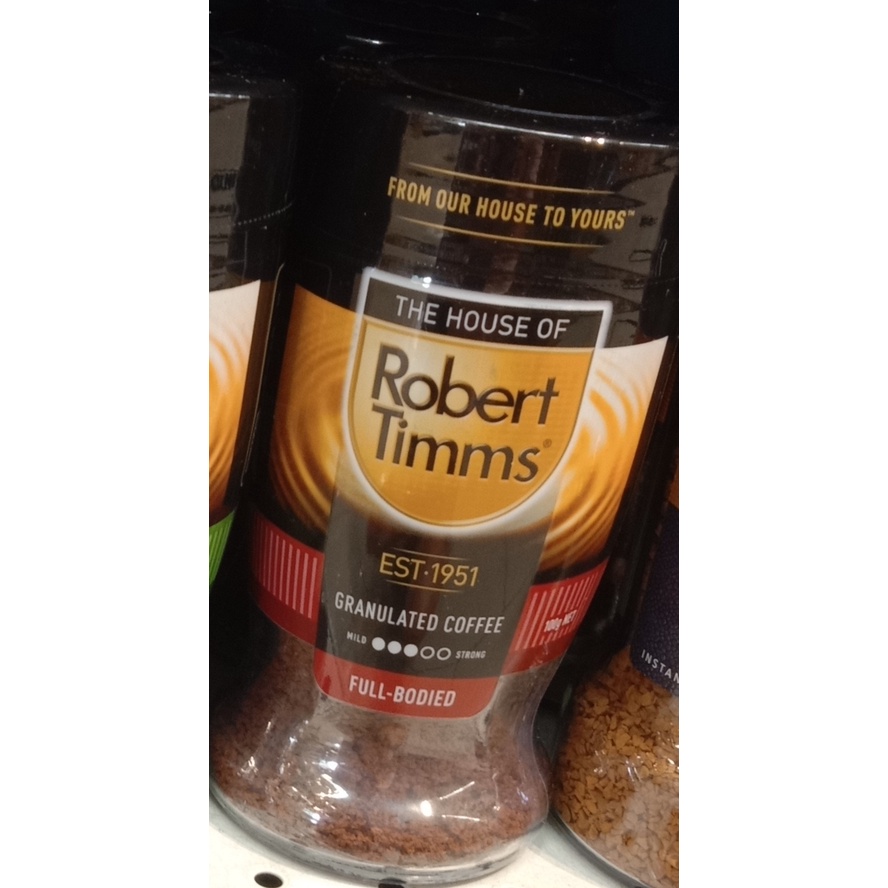 FROM OUR HOUSE TO YOURS™
THE HOUSE OF
Robert
Timms®
EST·1951
GRANULATED COFFEE
MILD STRONG
FULL-BODIED
100g NET